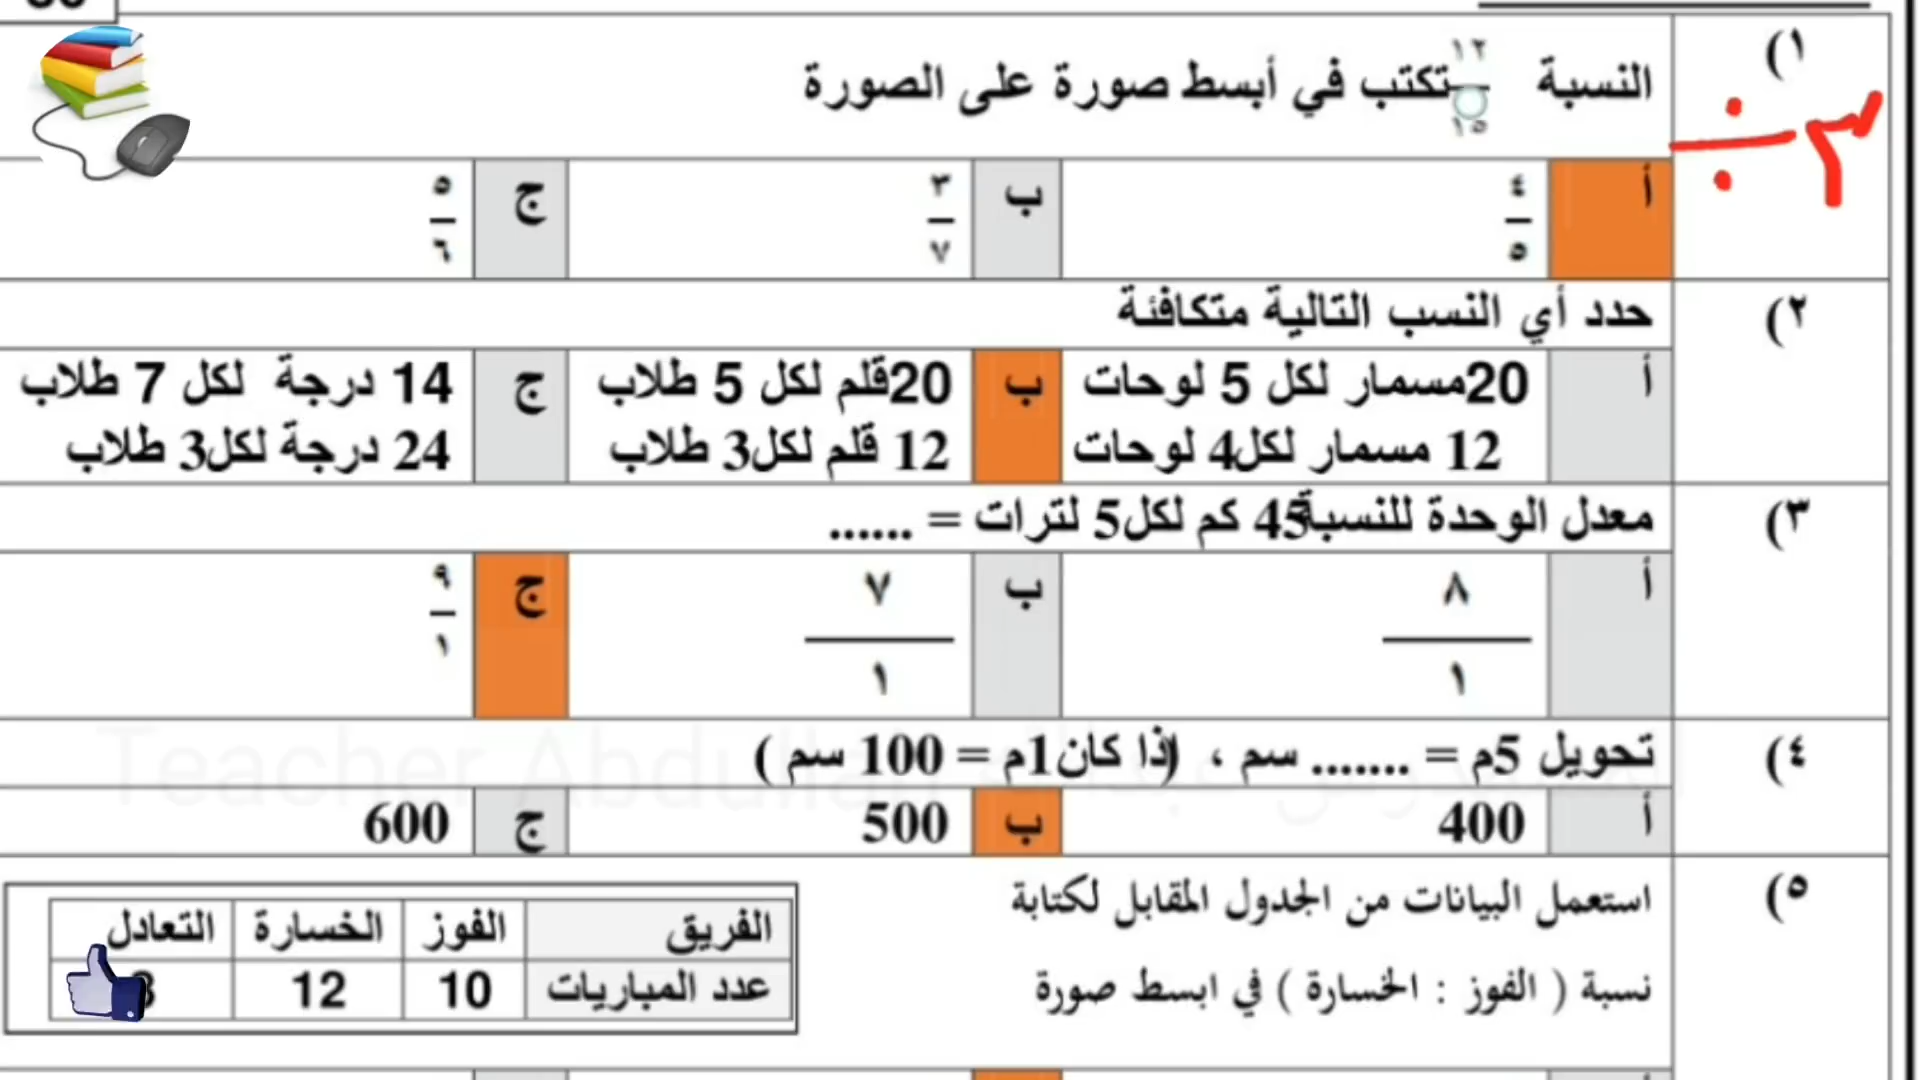 ١)
النسبة ١٢/١٥ تكتب في أبسط صورة على الصورة
÷٣
أ ٤/٥ ب ٣/٧ ج ٥/٦
٢)
حدد أي النسب التالية متكافئة
أ 20مسمار لكل 5 لوحات
12 مسمار لكل4 لوحات
ب 20قلم لكل 5 طلاب
12 قلم لكل3 طلاب
ج 14 درجة لكل 7 طلاب
24 درجة لكل3 طلاب
٣)
معدل الوحدة للنسبة45 كم لكل5 لترات = ......
أ ٨/١ ب ٧/١ ج ٩/١
٤)
تحويل 5م = ....... سم ، (إذا كان1م = 100 سم )
أ 400 ب 500 ج 600
Teacher Abdullah
٥)
استعمل البيانات من الجدول المقابل لكتابة
نسبة ( الفوز : الخسارة ) في ابسط صورة
الفريق الفوز الخسارة التعادل
عدد المباريات 10 12